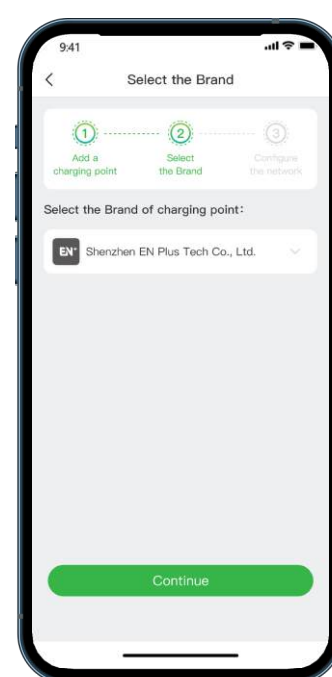 9:41
Select the Brand
1
2
3
Add a
charging point
Select
the Brand
Configure
the network
Select the Brand of charging point:
EN+ Shenzhen EN Plus Tech Co., Ltd.
Continue